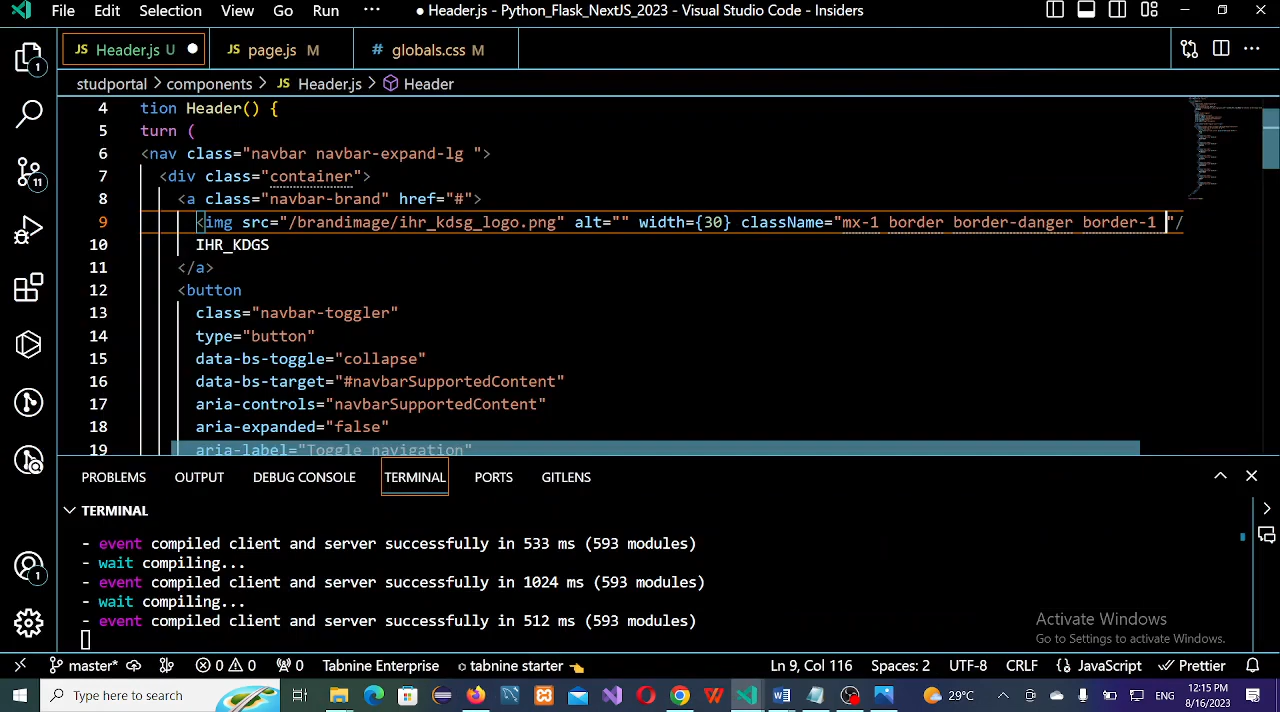 File Edit Selection View Go Run ··· ● Header.js - Python_Flask_NextJS_2023 - Visual Studio Code - Insiders
JS Header.js U ● JS page.js M # globals.css M
studportal > components > JS Header.js > Header
4 tion Header() {
5 turn (
6 <nav class="navbar navbar-expand-lg ">
7 <div class="container">
8 <a class="navbar-brand" href="#">
9 <img src="/brandimage/ihr_kdsg_logo.png" alt="" width={30} className="mx-1 border border-danger border-1 "/
10 IHR_KDGS
11 </a>
12 <button
13 class="navbar-toggler"
14 type="button"
15 data-bs-toggle="collapse"
16 data-bs-target="#navbarSupportedContent"
17 aria-controls="navbarSupportedContent"
18 aria-expanded="false"
19 aria-label="Toggle navigation"
1
11
1
PROBLEMS OUTPUT DEBUG CONSOLE TERMINAL PORTS GITLENS
TERMINAL
- event compiled client and server successfully in 533 ms (593 modules)
- wait compiling...
- event compiled client and server successfully in 1024 ms (593 modules)
- wait compiling...
- event compiled client and server successfully in 512 ms (593 modules)
Activate Windows
Go to Settings to activate Windows.
master* 0 0 0 Tabnine Enterprise tabnine starter Ln 9, Col 116 Spaces: 2 UTF-8 CRLF {} JavaScript Prettier
Type here to search 29°C ENG 12:15 PM
8/16/2023